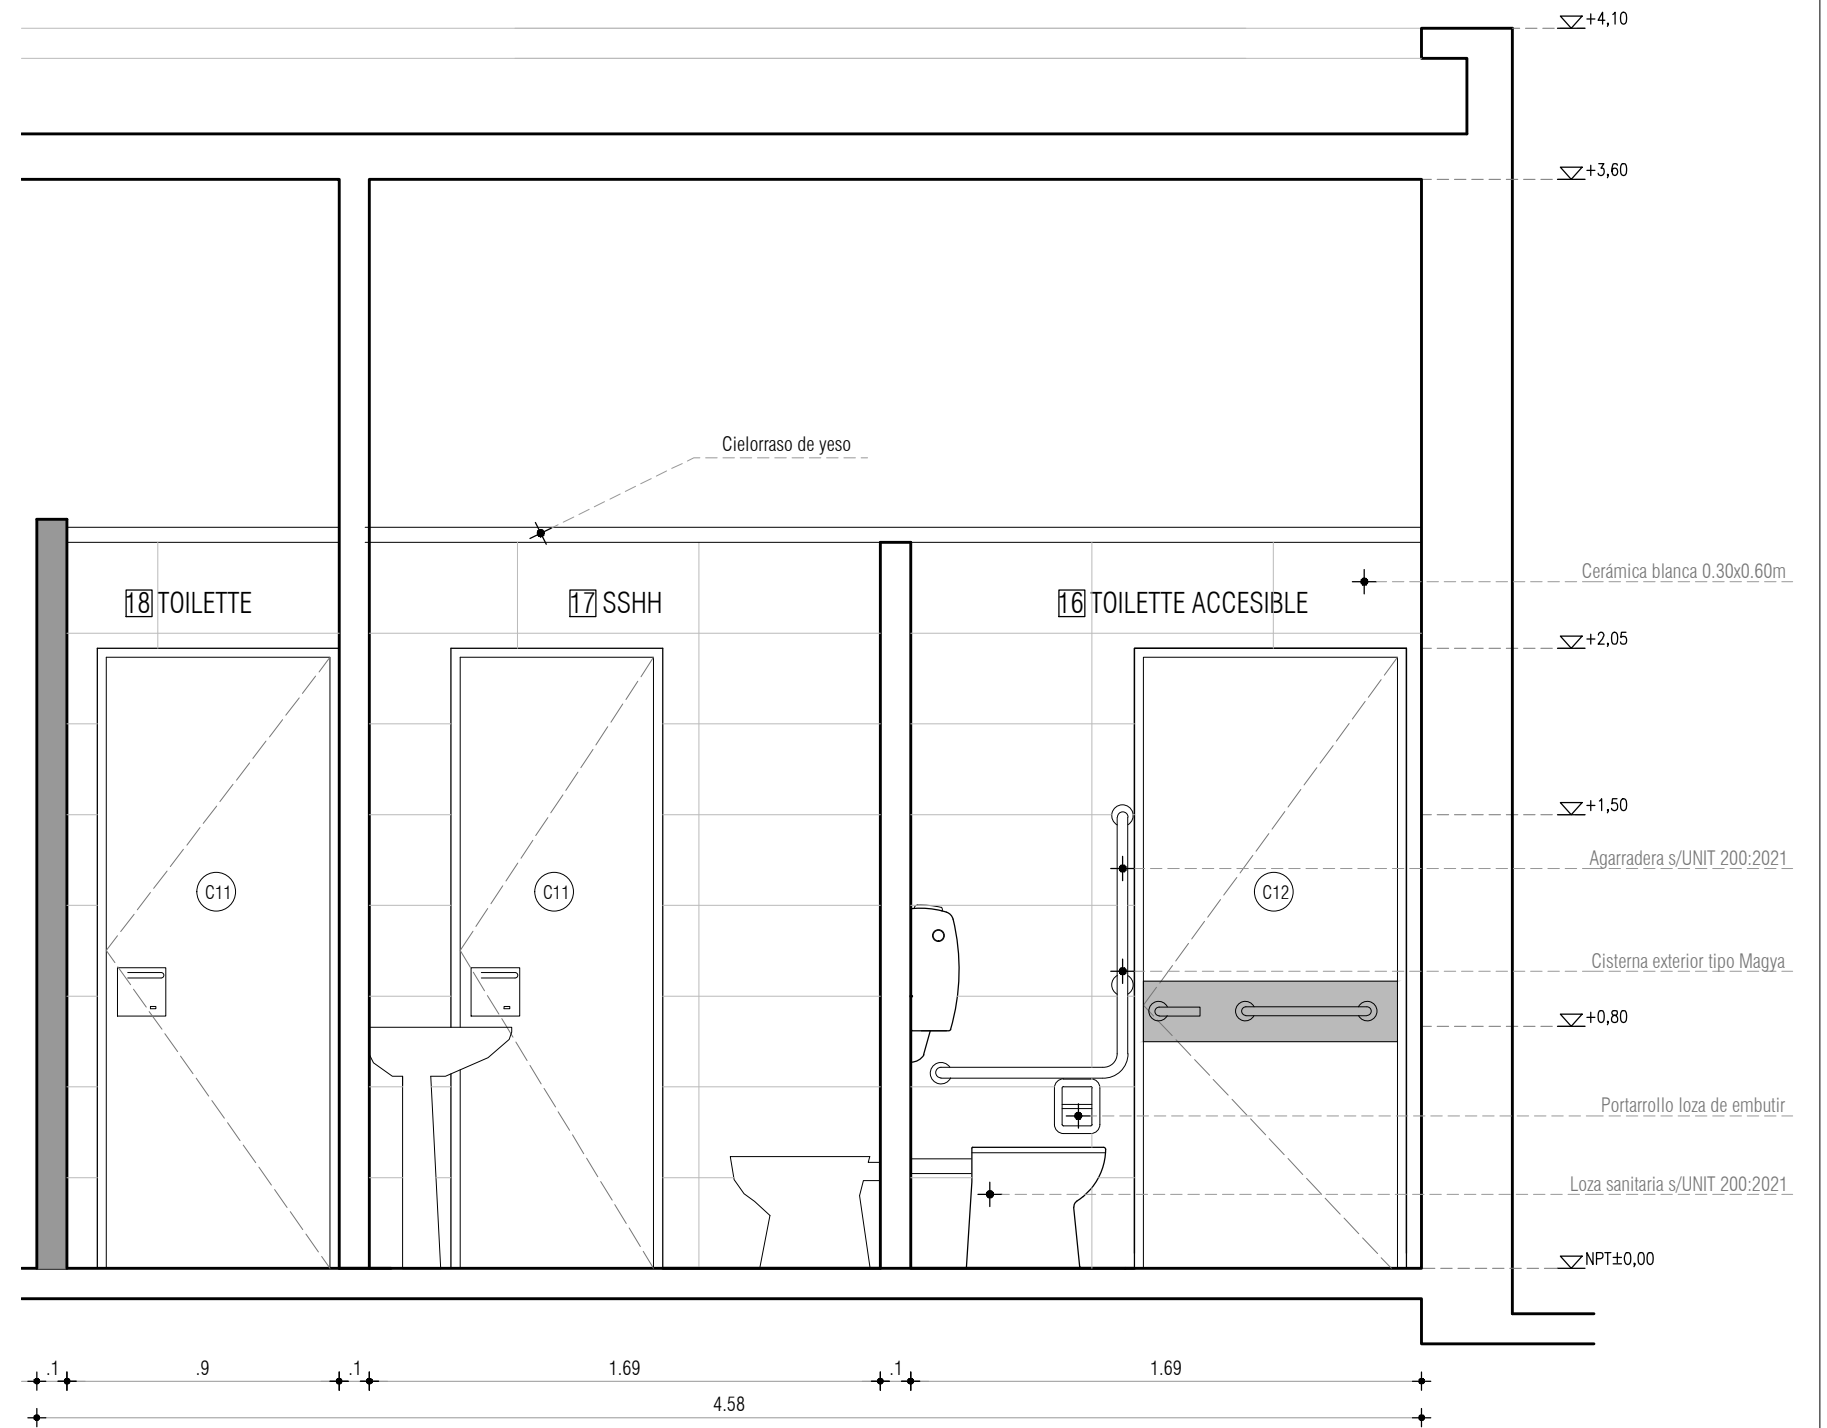 +4,10
+3,60
Cielorraso de yeso
Cerámica blanca 0.30x0.60m
18 TOILETTE
17 SSHH
16 TOILETTE ACCESIBLE
+2,05
+1,50
Agarradera s/UNIT 200:2021
C11
C11
C12
Cisterna exterior tipo Magya
+0,80
Portarrollo loza de embutir
Loza sanitaria s/UNIT 200:2021
NPT±0,00
.1 .9 .1 1.69 .1 1.69
4.58